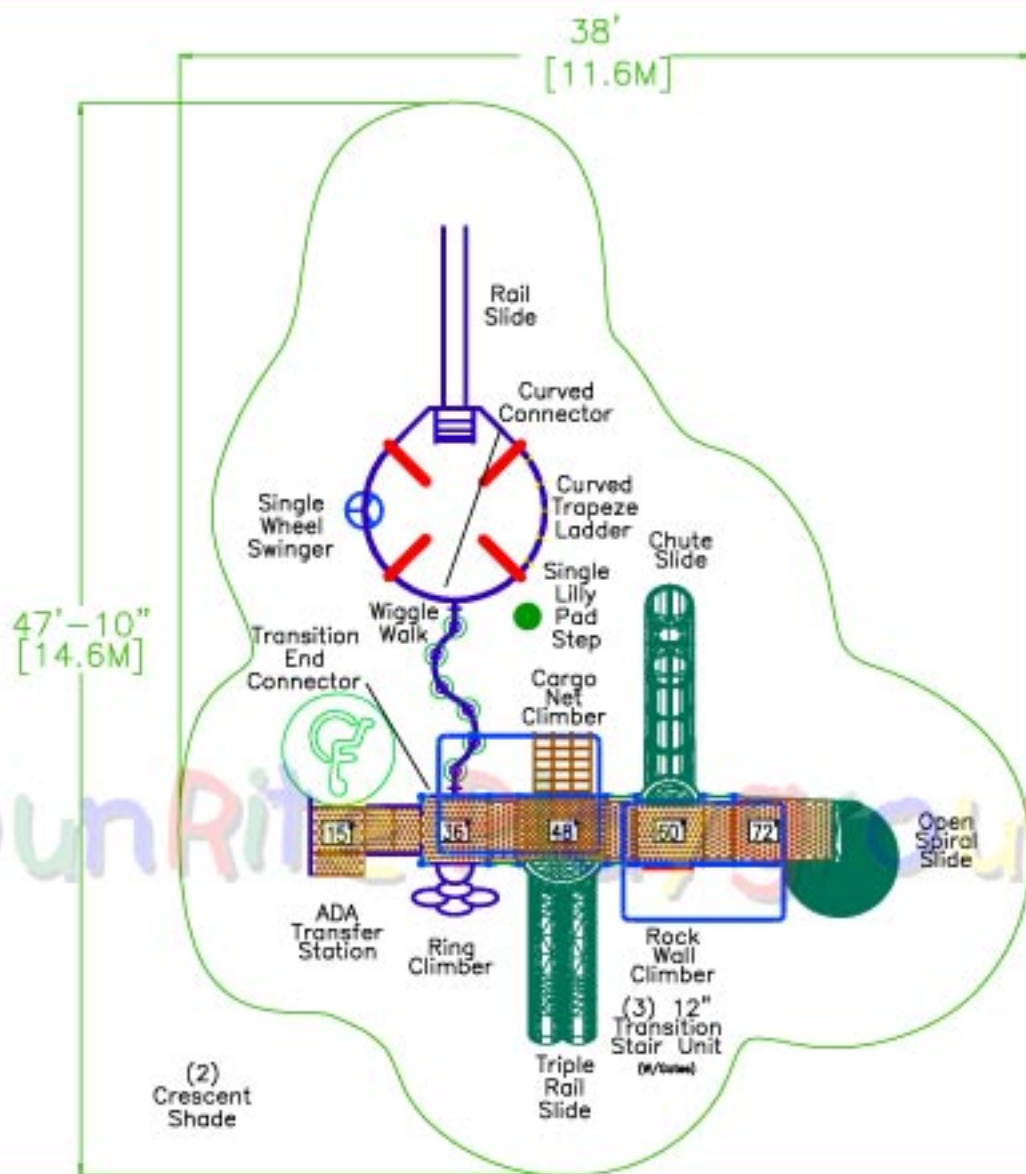 38'
[11.6M]
Rail
Slide
Curved
Connector
Single
Wheel
Swinger
Curved
Trapeze
Ladder
Chute
Slide
Single
Lilly
Pad
Step
47'-10"
[14.6M]
Wiggle
Walk
Transition
End
Connector
Cargo
Net
Climber
15
36
48
60
72
Open
Spiral
Slide
ADA
Transfer
Station
Ring
Climber
Rock
Wall
Climber
(3) 12"
Transition
Stair Unit
Triple
Rail
Slide
(2)
Crescent
Shade